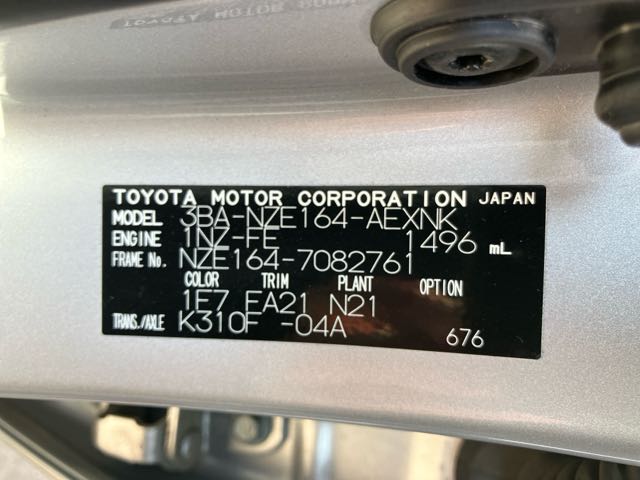 TOYOTA MOTOR CORPORATION JAPAN
MODEL 3BA-NZE164-AEXNK
ENGINE 1NZ-FE 1496 mL
FRAME No. NZE164-7082761
COLOR TRIM PLANT OPTION
1E7 FA21 N21
TRANS./AXLE K310F -04A
676